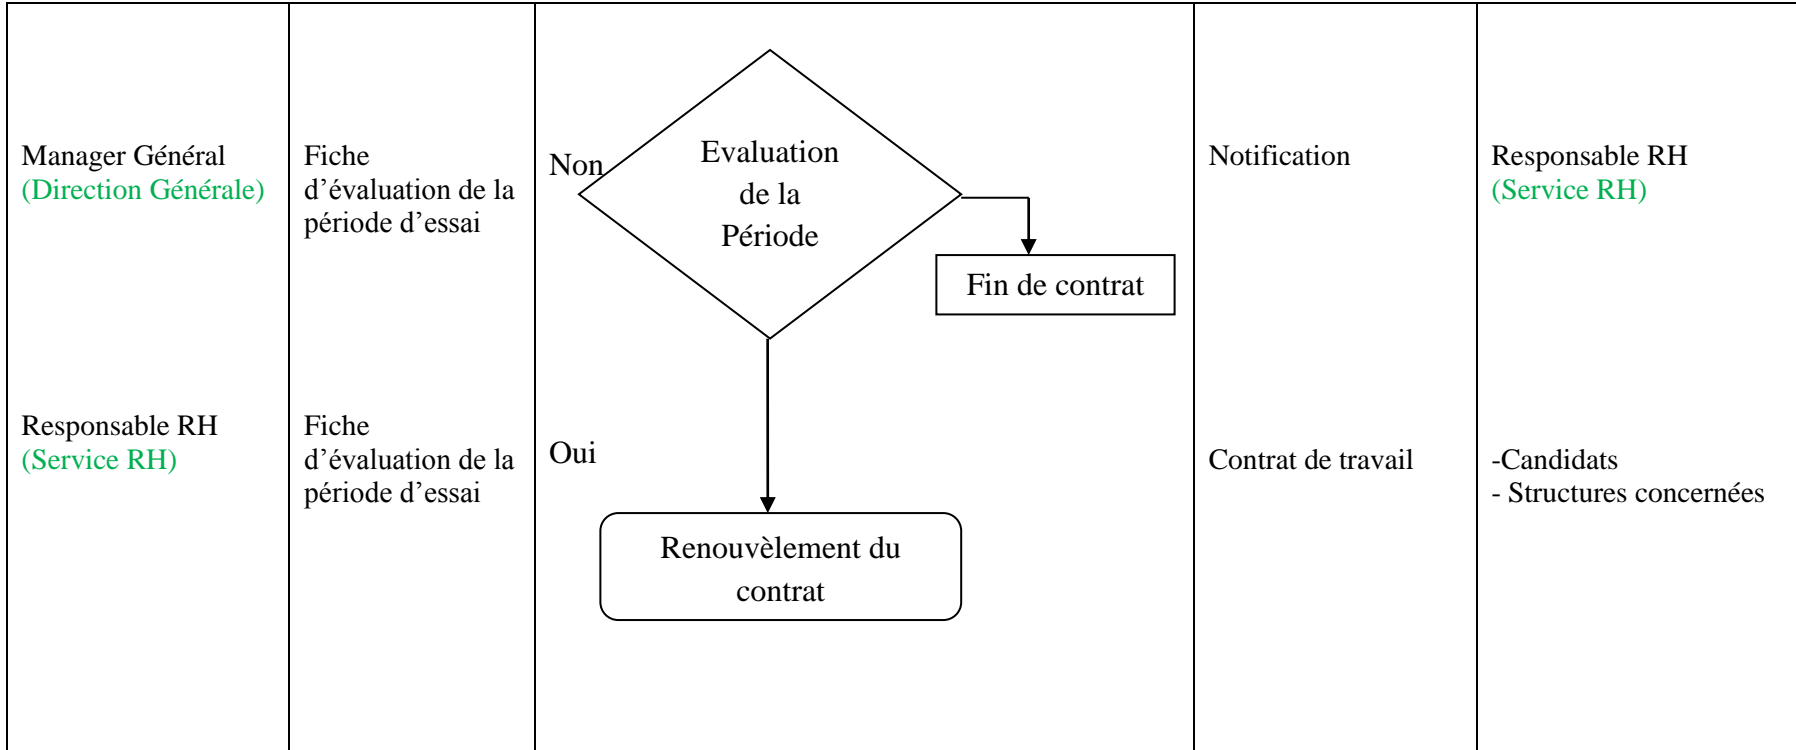 Manager Général
(Direction Générale)
Fiche
d’évaluation de la
période d’essai
Non
Evaluation
de la
Période
Fin de contrat
Notification
Responsable RH
(Service RH)
Responsable RH
(Service RH)
Fiche
d’évaluation de la
période d’essai
Oui
Renouvèlement du
contrat
Contrat de travail
-Candidats
- Structures concernées